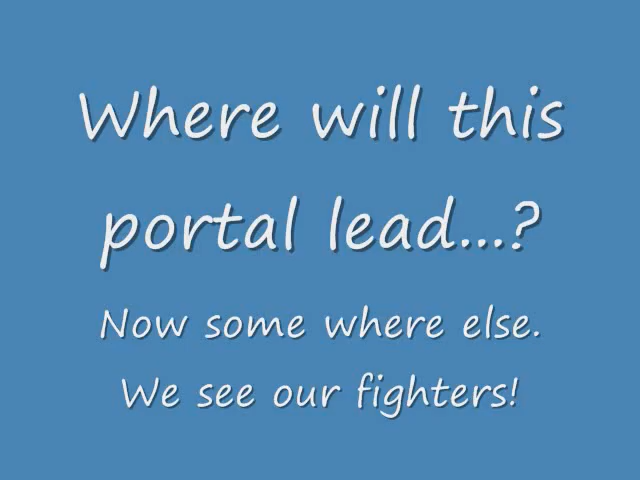 Where will this
portal lead...?
Now some where else.
We see our fighters!